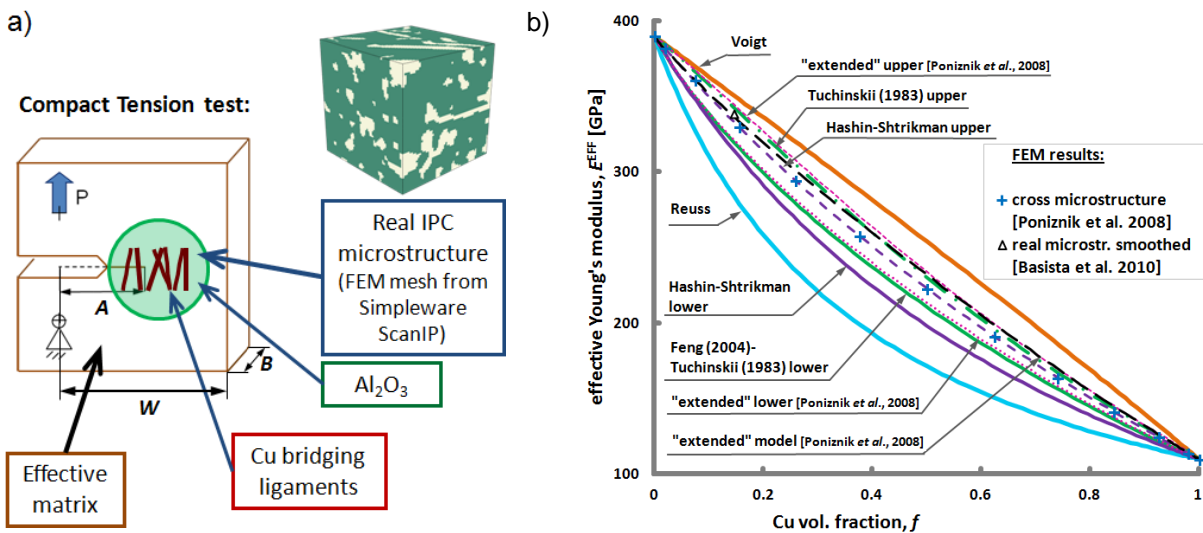 a)
Compact Tension test:
P
A
B
W
Real IPC
microstructure
(FEM mesh from
Simpleware
ScanIP)
Al2O3
Cu bridging
ligaments
Effective
matrix
b)
effective Young's modulus, E^EFF [GPa]
400
300
200
100
0
0.2
0.4
0.6
0.8
1
Cu vol. fraction, f
Voigt
"extended" upper [Poniznik et al., 2008]
Tuchinskii (1983) upper
Hashin-Shtrikman upper
Reuss
Hashin-Shtrikman
lower
Feng (2004)-
Tuchinskii (1983) lower
"extended" lower [Poniznik et al., 2008]
"extended" model [Poniznik et al., 2008]
FEM results:
cross microstructure
[Poniznik et al. 2008]
real microstr. smoothed
[Basista et al. 2010]